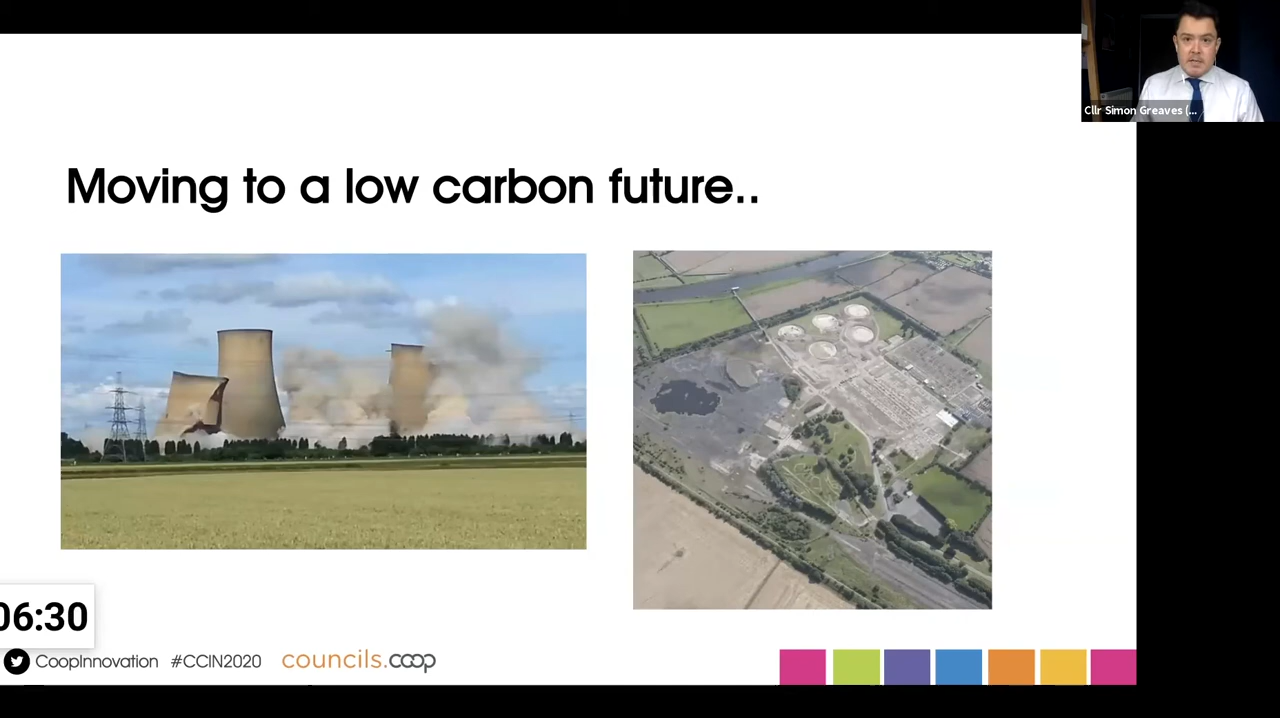 Cllr Simon Greaves (...
Moving to a low carbon future..
06:30
CoopInnovation #CCIN2020 councils.coop